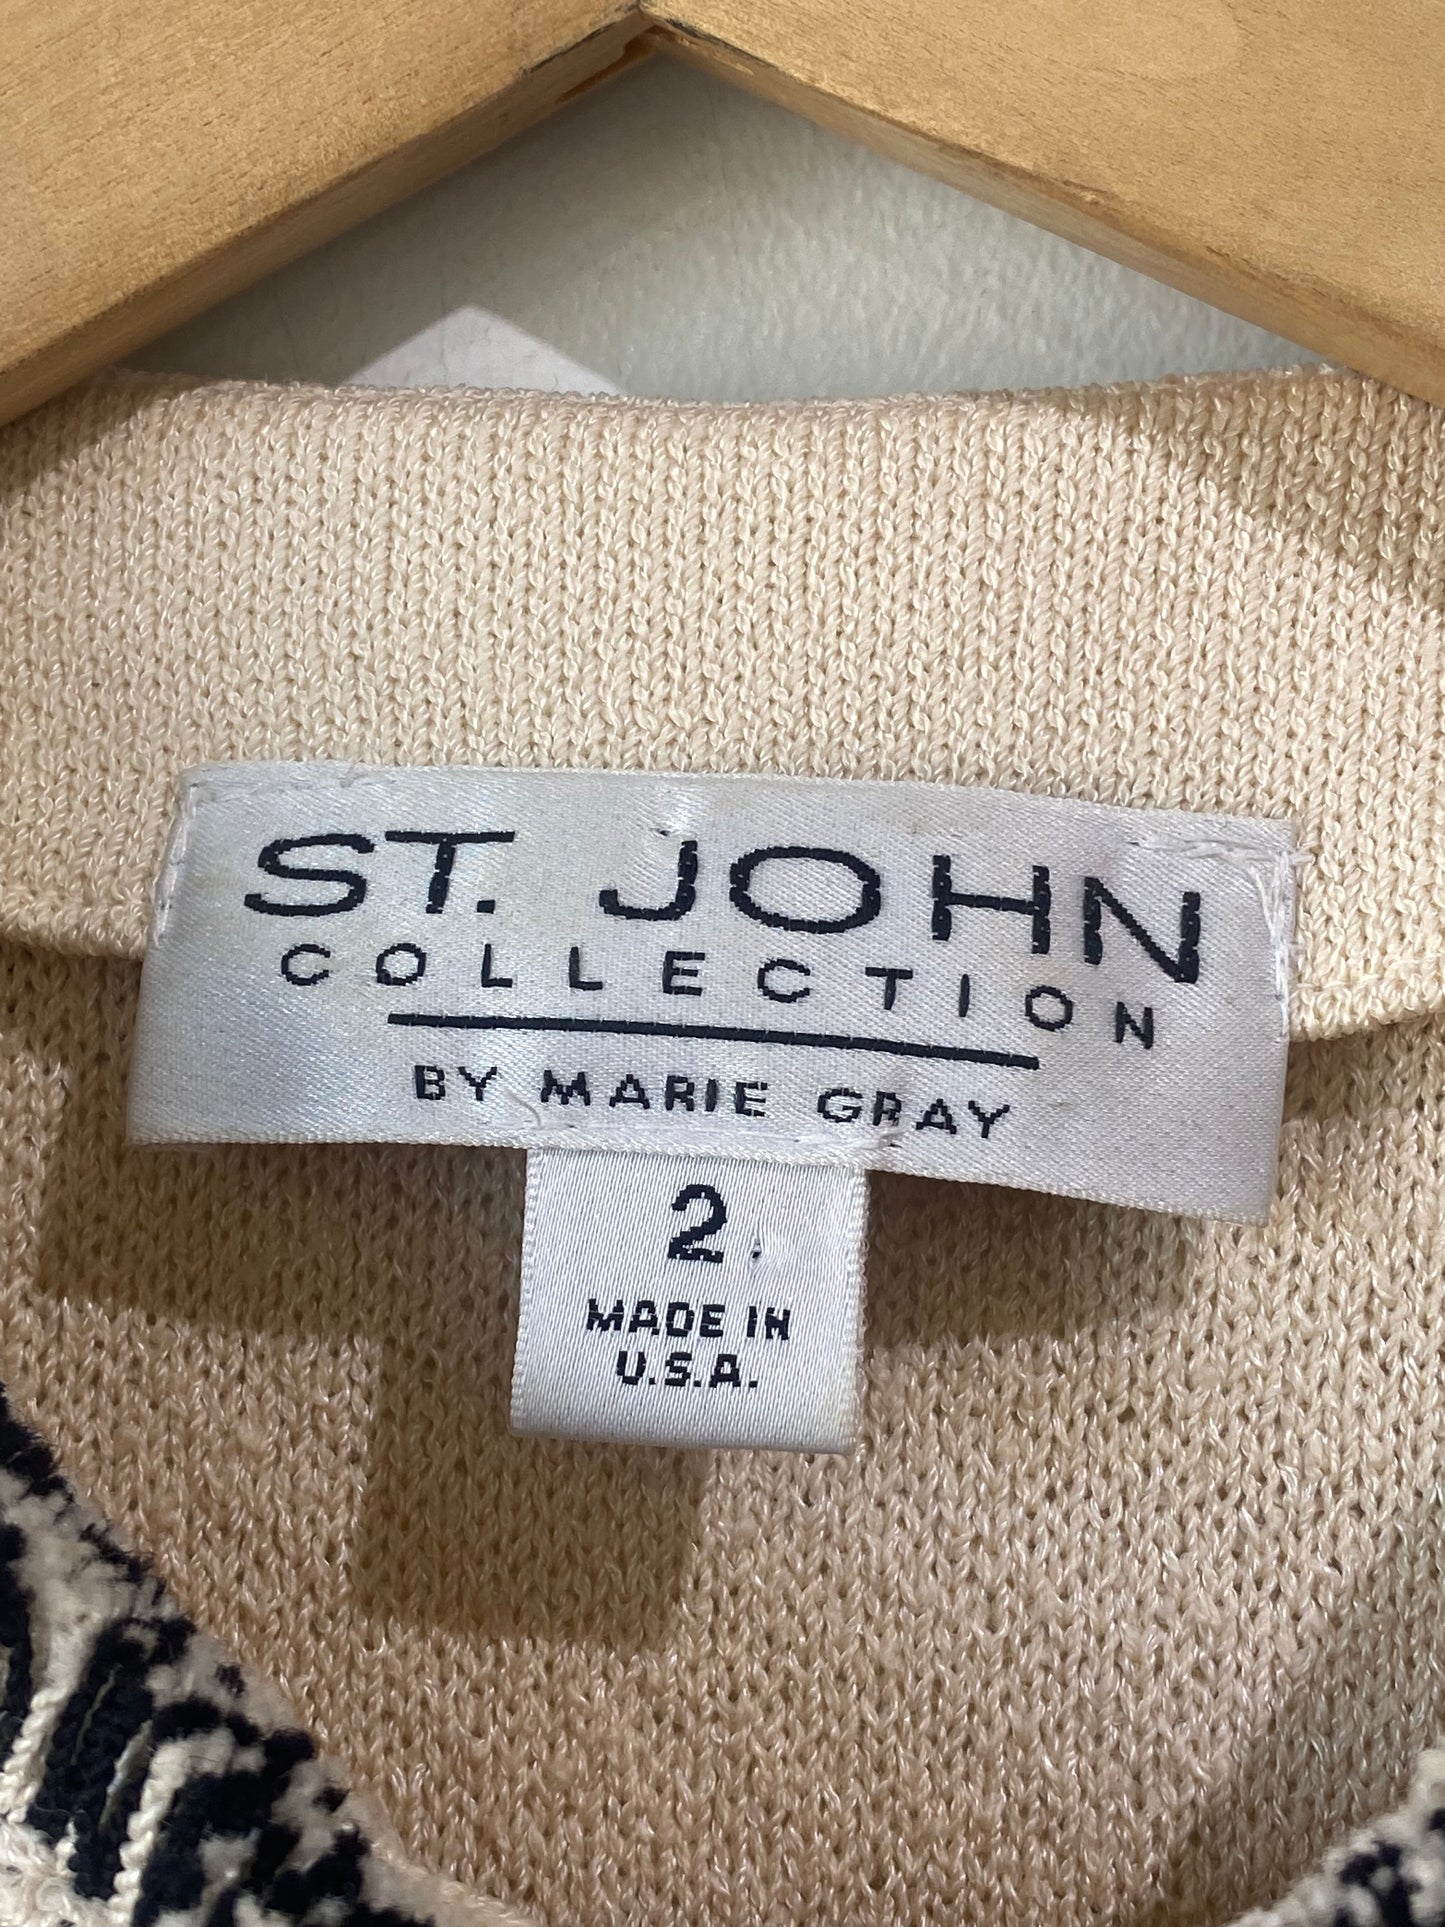 ST. JOHN
COLLECTION
BY MARIE GRAY
2
MADE IN
U.S.A.